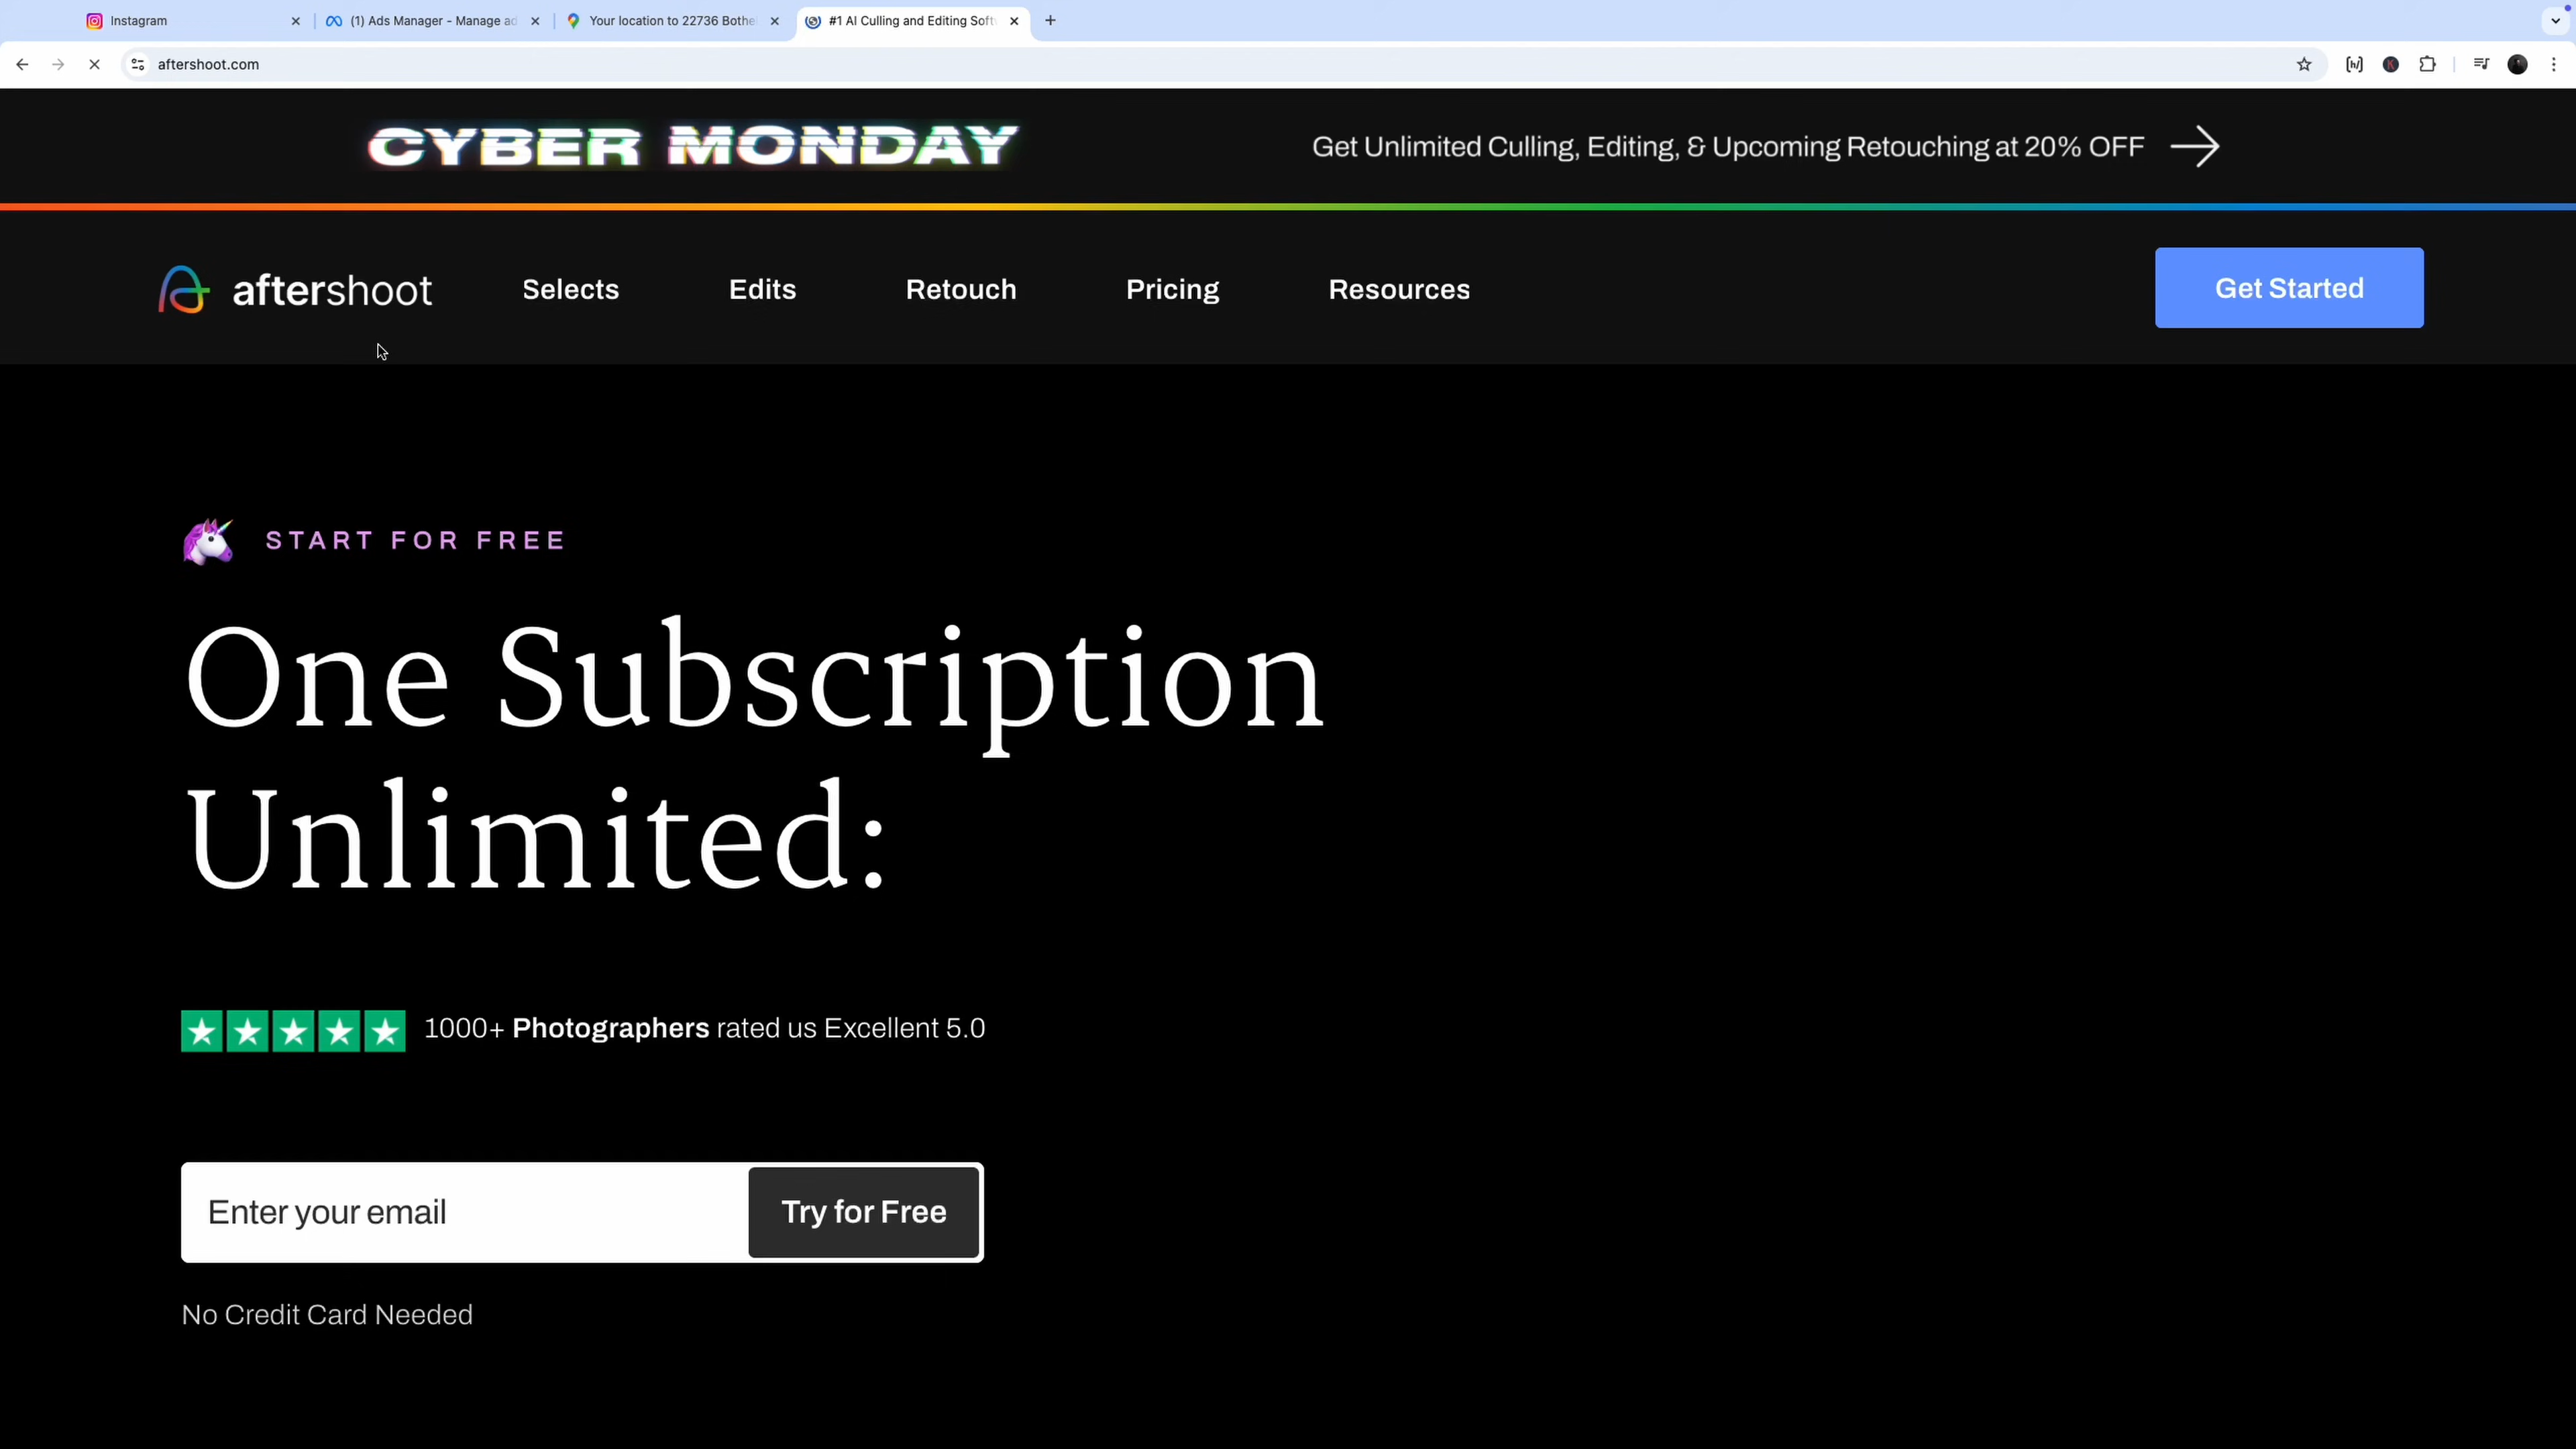 Instagram
(1) Ads Manager - Manage ad
Your location to 22736 Bothe
#1 AI Culling and Editing Soft
aftershoot.com
CYBER MONDAY
Get Unlimited Culling, Editing, & Upcoming Retouching at 20% OFF
aftershoot
Selects
Edits
Retouch
Pricing
Resources
Get Started
START FOR FREE
One Subscription
Unlimited:
1000+ Photographers rated us Excellent 5.0
Enter your email
Try for Free
No Credit Card Needed